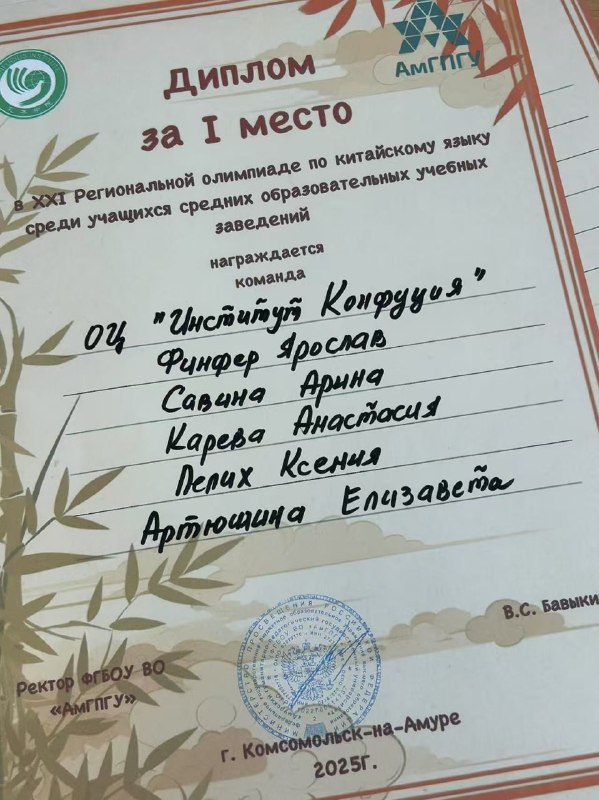 АмГПГУ
Диплом
за I место
в XXI Региональной олимпиаде по китайскому языку
среди учащихся средних образовательных учебных
заведений
награждается
команда
ОЦ "Институт Конфуция"
Финфер Ярослав
Савина Арина
Карева Анастасия
Пелих Ксения
Артюшина Елизавета
В.С. Бавыки
Ректор ФГБОУ ВО
«АмГПГУ»
г. Комсомольск-на-Амуре
2025г.